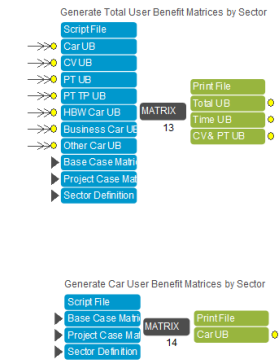 Generate Total User Benefit Matrices by Sector
Script File
Car UB
CV UB
PT UB
PT TP UB
HBW Car UB
Business Car UB
Other Car UB
Base Case Matri
Project Case Mat
Sector Definition
MATRIX
13
Print File
Total UB
Time UB
CV& PT UB
Generate Car User Benefit Matrices by Sector
Script File
Base Case Matri
Project Case Mat
Sector Definition
MATRIX
14
Print File
Car UB